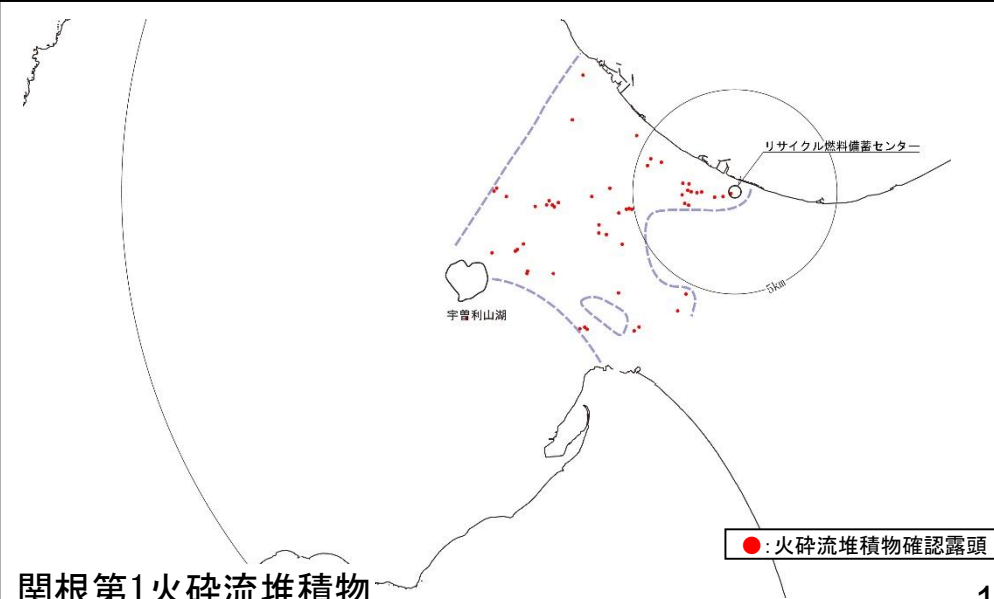 リサイクル燃料備蓄センター
5km
宇曽利山湖
●:火砕流堆積物確認露頭
関根第1火砕流堆積物
1